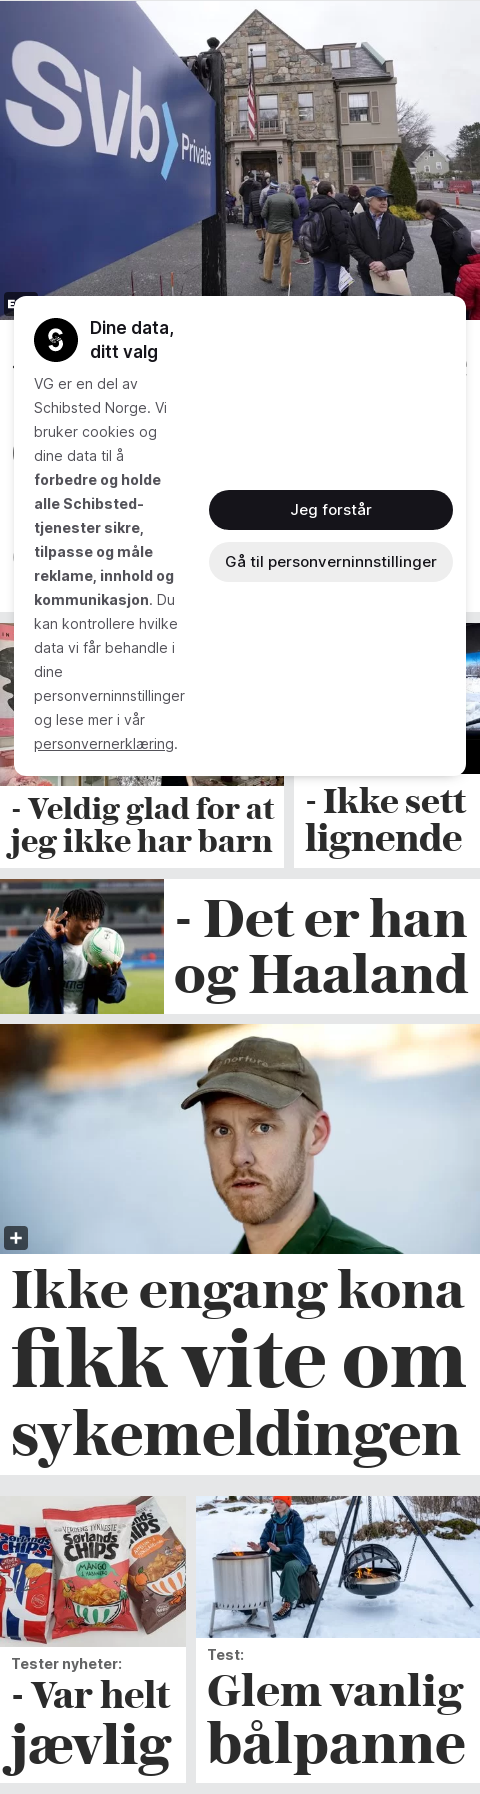 Svb
Private
Dine data,
ditt valg
VG er en del av
Schibsted Norge. Vi
bruker cookies og
dine data til å
forbedre og holde
alle Schibsted-
tjenester sikre,
tilpasse og måle
reklame, innhold og
kommunikasjon. Du
kan kontrollere hvilke
data vi får behandle i
dine
personverninnstillinger
og lese mer i vår
personvernerklæring.
Jeg forstår
Gå til personverninnstillinger
- Veldig glad for at
jeg ikke har barn
- Ikke sett
lignende
- Det er han
og Haaland
Ikke engang kona
fikk vite om
sykemeldingen
Sørlands
CHIPS
MANGO
Tester nyheter:
- Var helt
jævlig
Test:
Glem vanlig
bålpanne